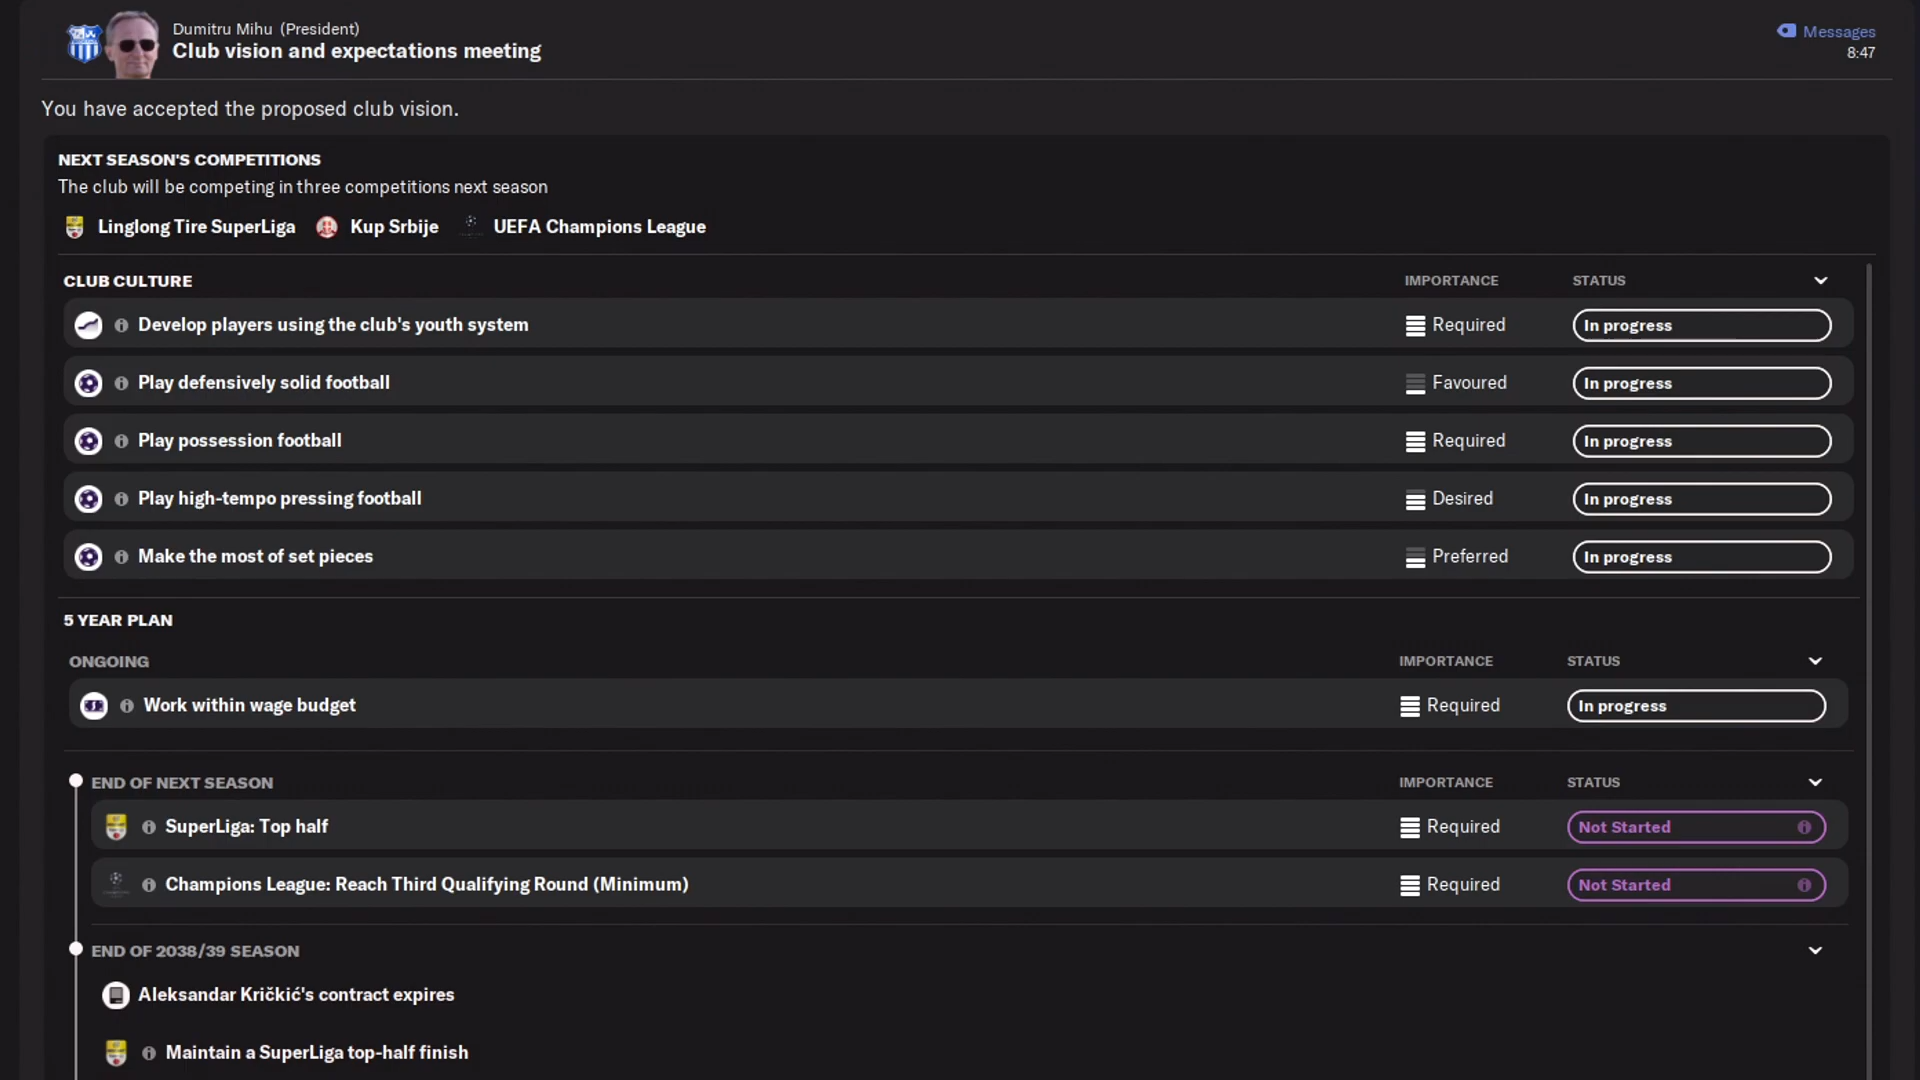 Dumitru Mihu (President)
Club vision and expectations meeting
Messages
8:47
You have accepted the proposed club vision.
NEXT SEASON'S COMPETITIONS
The club will be competing in three competitions next season
Linglong Tire SuperLiga Kup Srbije UEFA Champions League
CLUB CULTURE IMPORTANCE STATUS
Develop players using the club's youth system Required In progress
Play defensively solid football Favoured In progress
Play possession football Required In progress
Play high-tempo pressing football Desired In progress
Make the most of set pieces Preferred In progress
5 YEAR PLAN
ONGOING IMPORTANCE STATUS
Work within wage budget Required In progress
END OF NEXT SEASON IMPORTANCE STATUS
SuperLiga: Top half Required Not Started
Champions League: Reach Third Qualifying Round (Minimum) Required Not Started
END OF 2038/39 SEASON
Aleksandar Kričkić's contract expires
Maintain a SuperLiga top-half finish